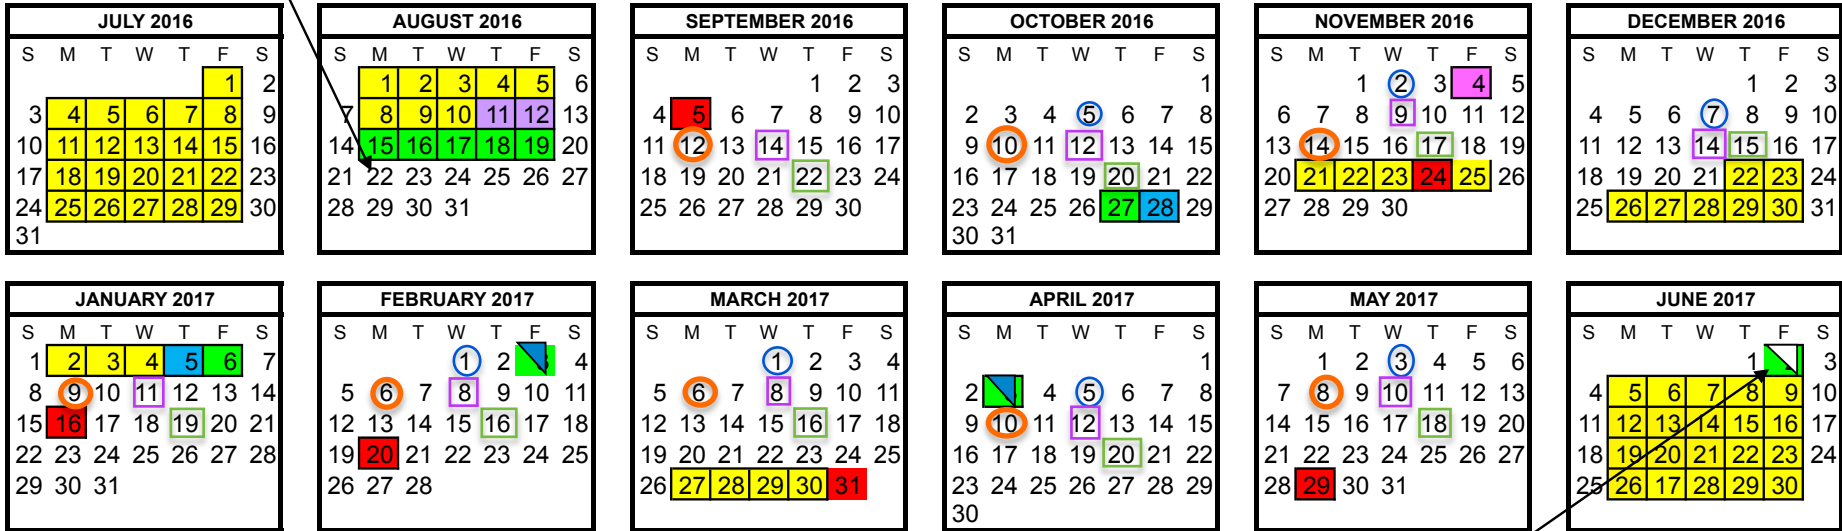 JULY 2016
S M T W T F S
1 2
3 4 5 6 7 8 9
10 11 12 13 14 15 16
17 18 19 20 21 22 23
24 25 26 27 28 29 30
31
AUGUST 2016
S M T W T F S
1 2 3 4 5 6
7 8 9 10 11 12 13
14 15 16 17 18 19 20
21 22 23 24 25 26 27
28 29 30 31
SEPTEMBER 2016
S M T W T F S
1 2 3
4 5 6 7 8 9 10
11 12 13 14 15 16 17
18 19 20 21 22 23 24
25 26 27 28 29 30
OCTOBER 2016
S M T W T F S
1
2 3 4 5 6 7 8
9 10 11 12 13 14 15
16 17 18 19 20 21 22
23 24 25 26 27 28 29
30 31
NOVEMBER 2016
S M T W T F S
1 2 3 4 5
6 7 8 9 10 11 12
13 14 15 16 17 18 19
20 21 22 23 24 25 26
27 28 29 30
DECEMBER 2016
S M T W T F S
1 2 3
4 5 6 7 8 9 10
11 12 13 14 15 16 17
18 19 20 21 22 23 24
25 26 27 28 29 30 31
JANUARY 2017
S M T W T F S
1 2 3 4 5 6 7
8 9 10 11 12 13 14
15 16 17 18 19 20 21
22 23 24 25 26 27 28
29 30 31
FEBRUARY 2017
S M T W T F S
1 2 4
5 6 7 8 9 10 11
12 13 14 15 16 17 18
19 20 21 22 23 24 25
26 27 28
MARCH 2017
S M T W T F S
1 2 3 4
5 6 7 8 9 10 11
12 13 14 15 16 17 18
19 20 21 22 23 24 25
26 27 28 29 30 31
APRIL 2017
S M T W T F S
1
2 4 5 6 7 8
9 10 11 12 13 14 15
16 17 18 19 20 21 22
23 24 25 26 27 28 29
30
MAY 2017
S M T W T F S
1 2 3 4 5 6
7 8 9 10 11 12 13
14 15 16 17 18 19 20
21 22 23 24 25 26 27
28 29 30 31
JUNE 2017
S M T W T F S
1 3
4 5 6 7 8 9 10
11 12 13 14 15 16 17
18 19 20 21 22 23 24
25 26 17 28 29 30